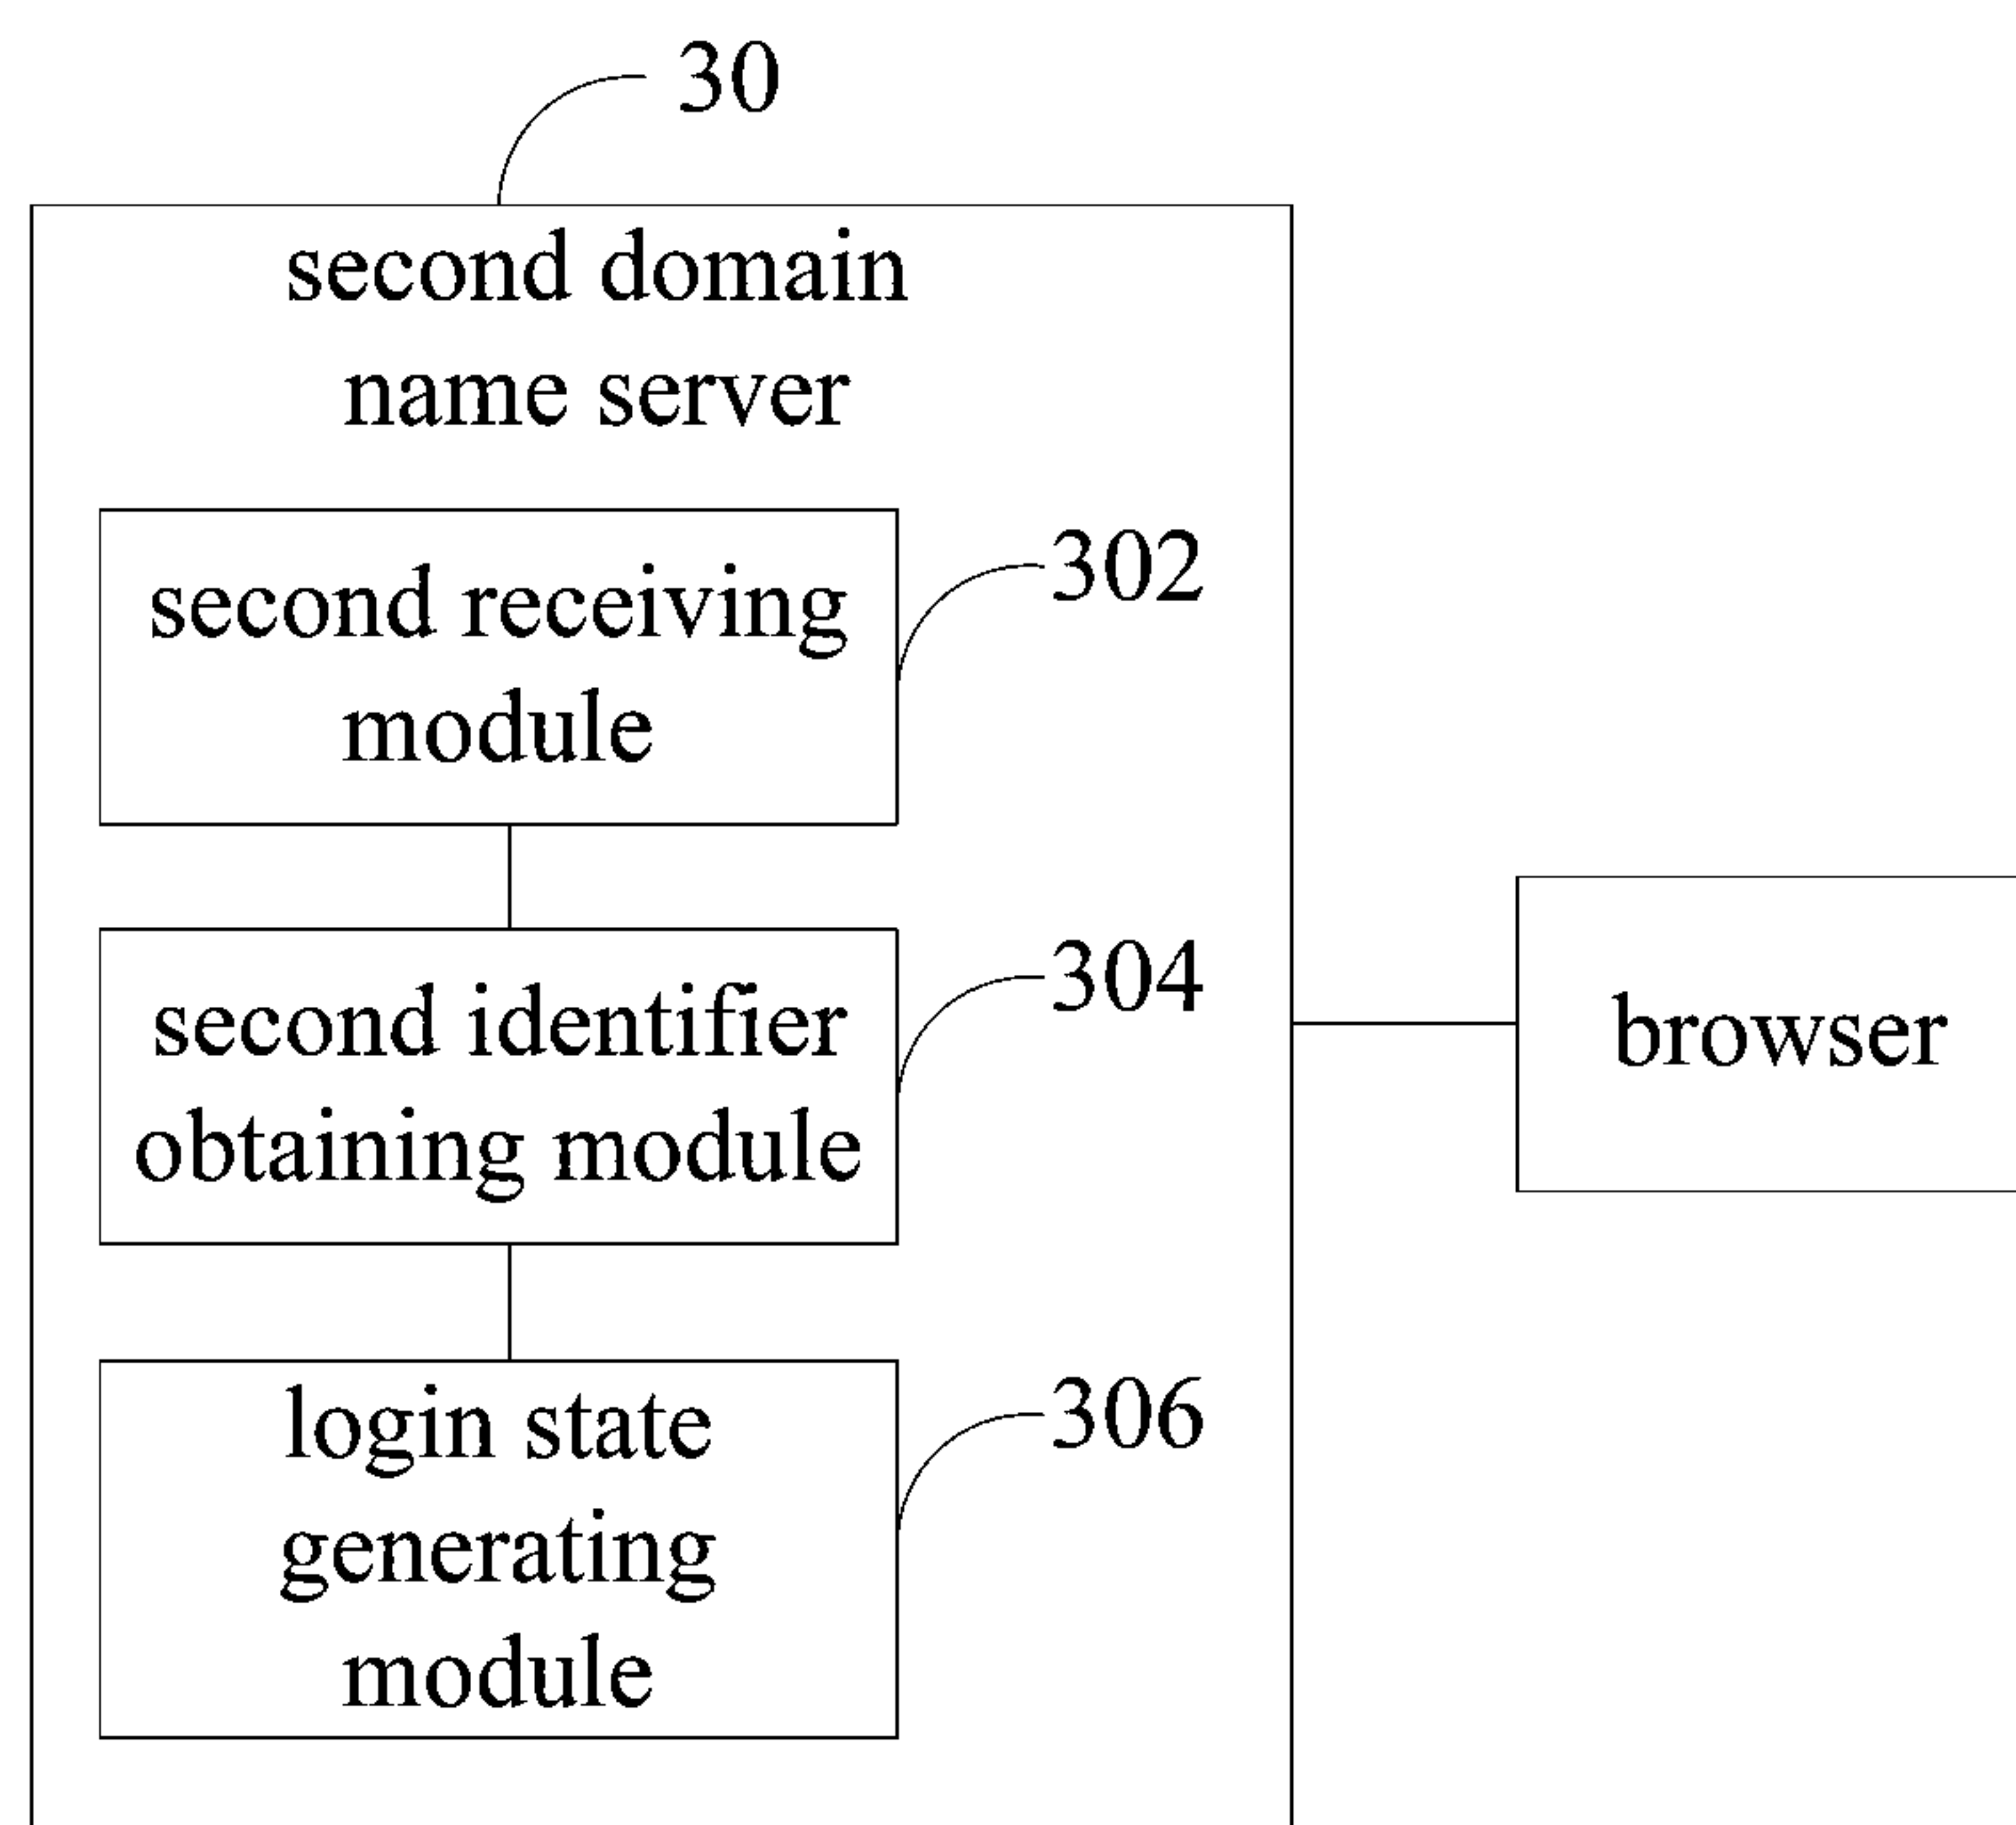 30
second domain
name server
second receiving
module
302
second identifier
obtaining module
304
browser
login state
generating
module
306